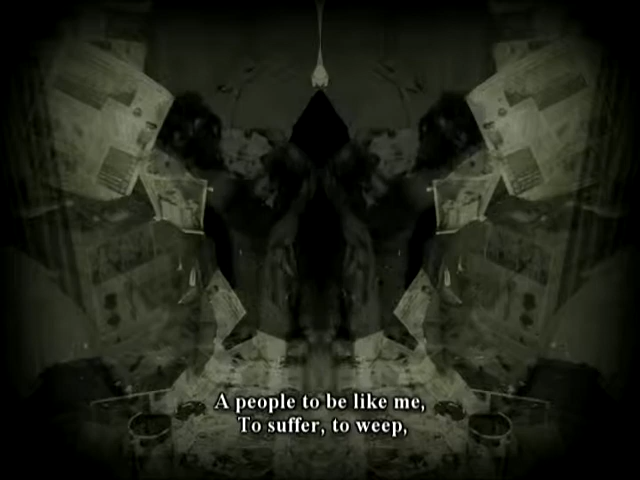 A people to be like me,
To suffer, to weep,